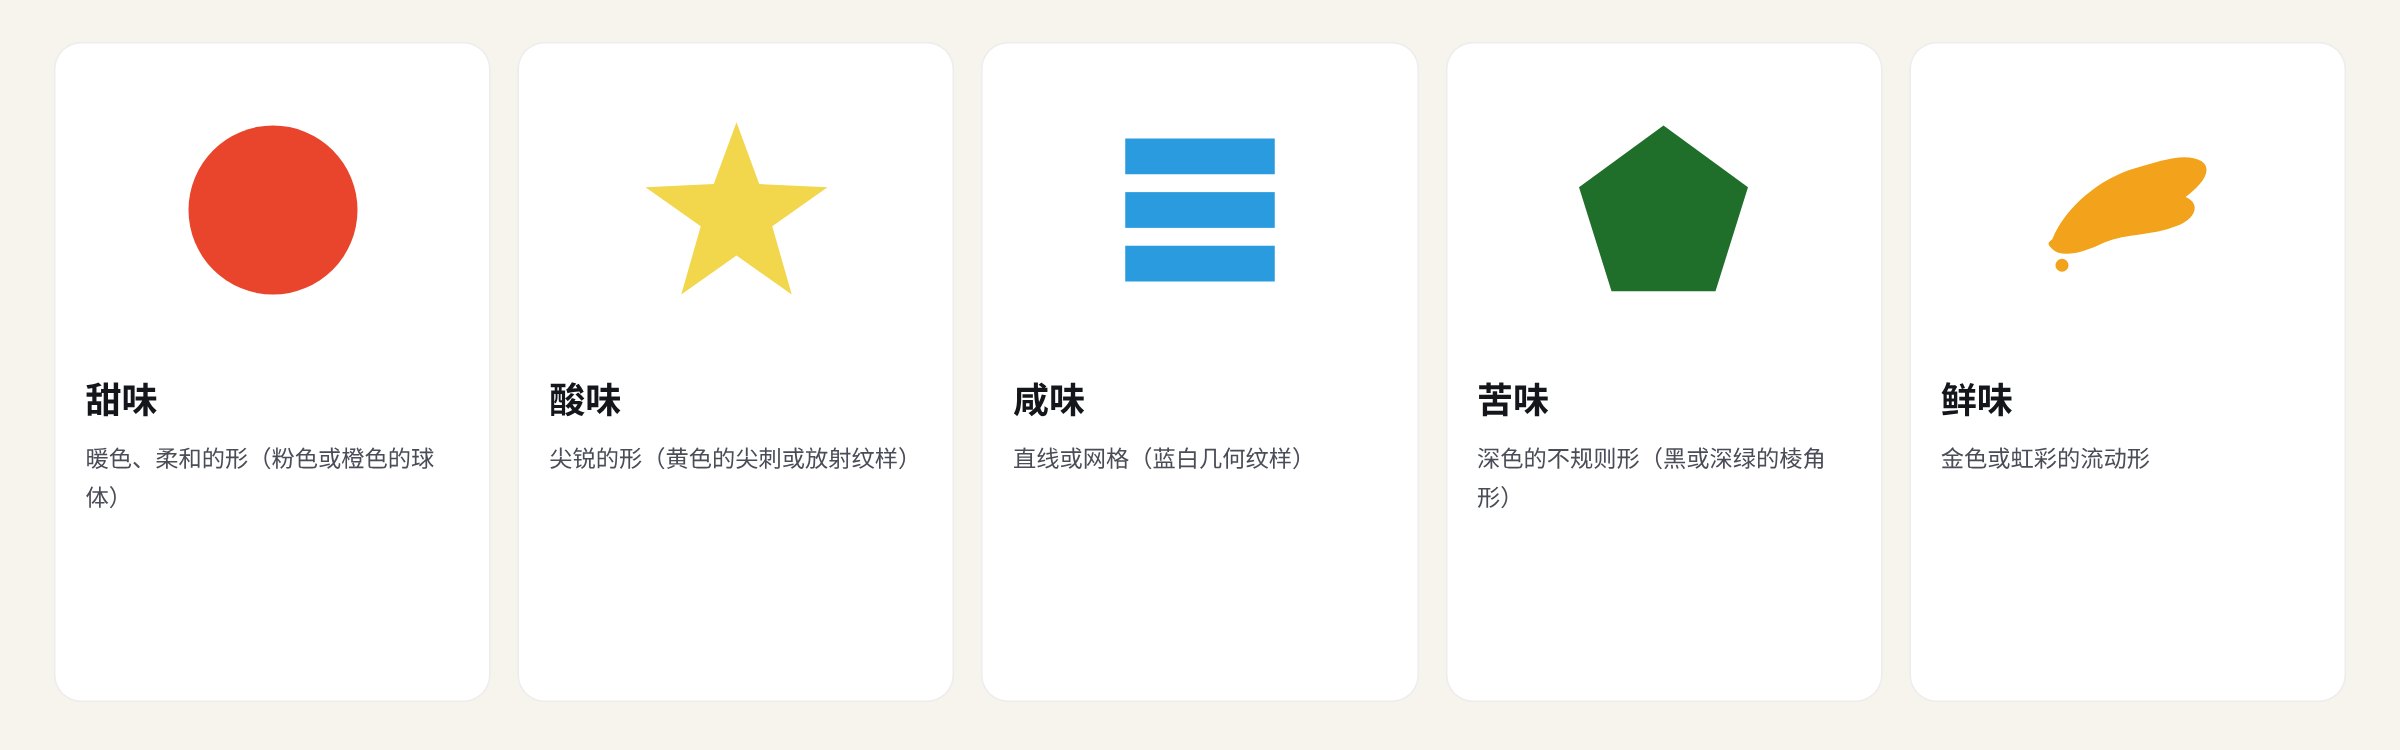 甜味
暖色、柔和的形（粉色或橙色的球
体）
酸味
尖锐的形（黄色的尖刺或放射纹样）
咸味
直线或网格（蓝白几何纹样）
苦味
深色的不规则形（黑或深绿的棱角
形）
鲜味
金色或虹彩的流动形